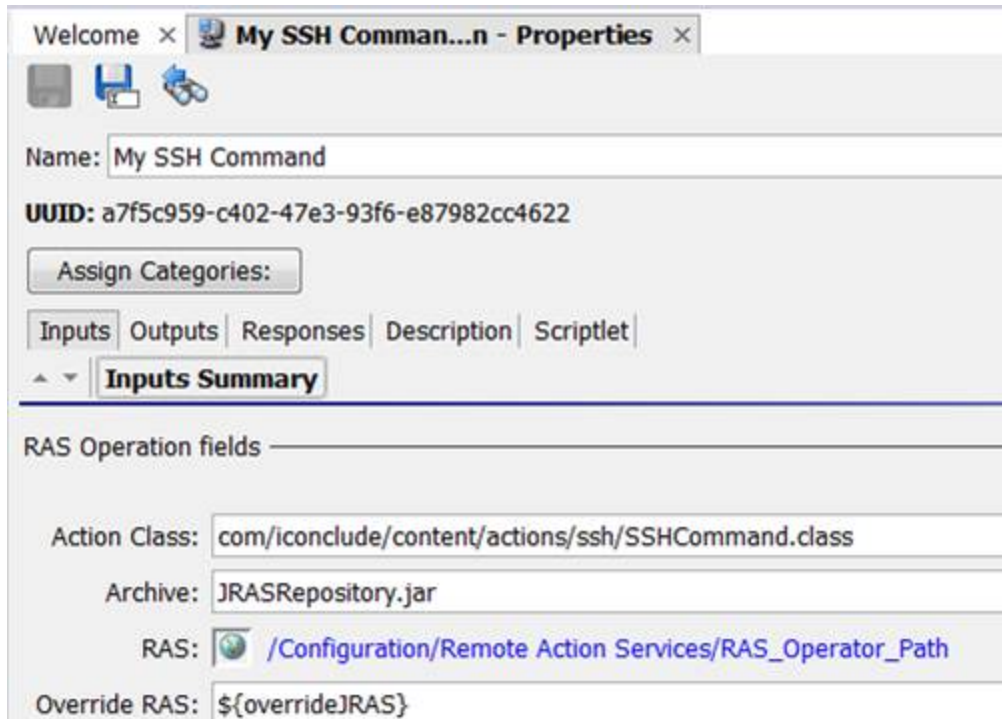 Welcome × My SSH Comman...n - Properties ×
Name: My SSH Command
UUID: a7f5c959-c402-47e3-93f6-e87982cc4622
Assign Categories:
Inputs Outputs Responses Description Scriptlet
Inputs Summary
RAS Operation fields
Action Class: com/iconclude/content/actions/ssh/SSHCommand.class
Archive: JRASRepository.jar
RAS: /Configuration/Remote Action Services/RAS_Operator_Path
Override RAS: ${overrideJRAS}